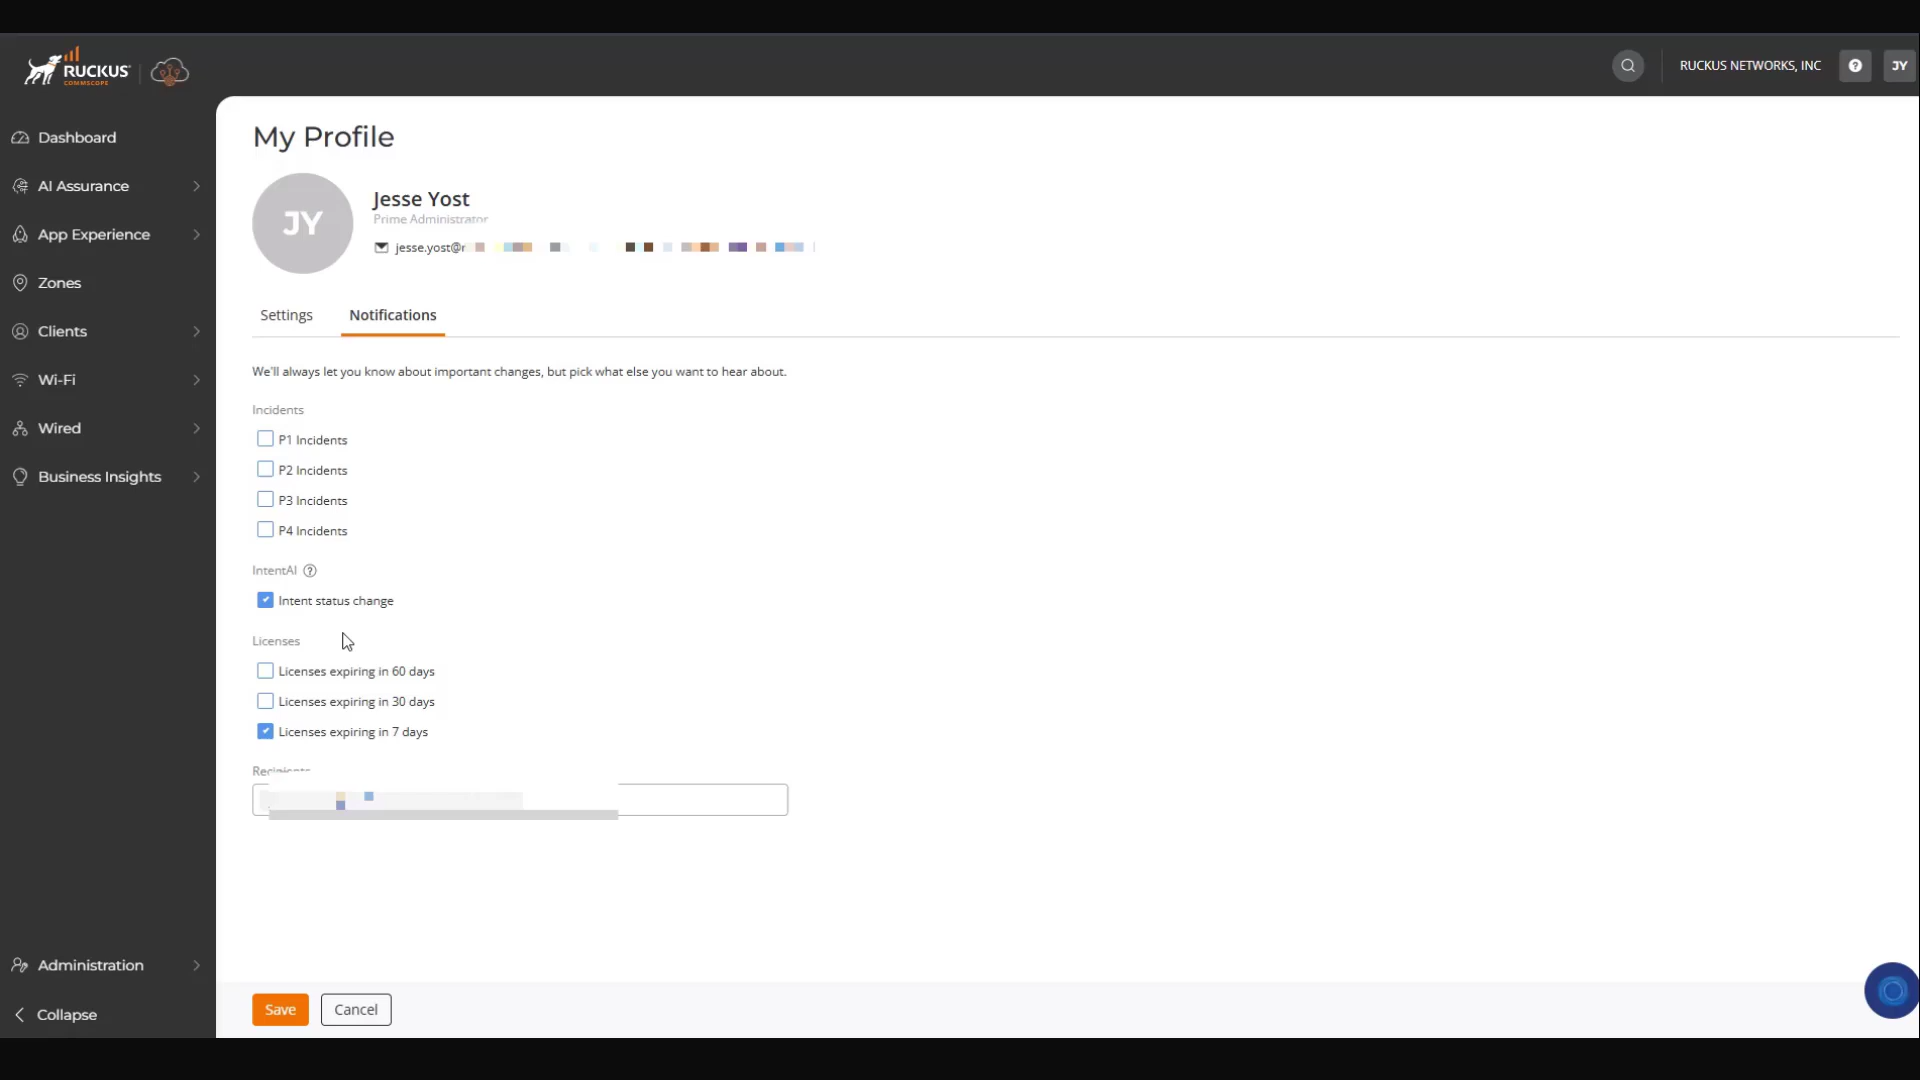 RUCKUS
COMMSCOPE
RUCKUS NETWORKS, INC
?
JY
Dashboard
AI Assurance
App Experience
Zones
Clients
Wi-Fi
Wired
Business Insights
Administration
Collapse
My Profile
JY
Jesse Yost
Prime Administrator
jesse.yost@r
Settings
Notifications
We'll always let you know about important changes, but pick what else you want to hear about.
Incidents
P1 Incidents
P2 Incidents
P3 Incidents
P4 Incidents
IntentAI ?
Intent status change
Licenses
Licenses expiring in 60 days
Licenses expiring in 30 days
Licenses expiring in 7 days
Recipients
Save
Cancel